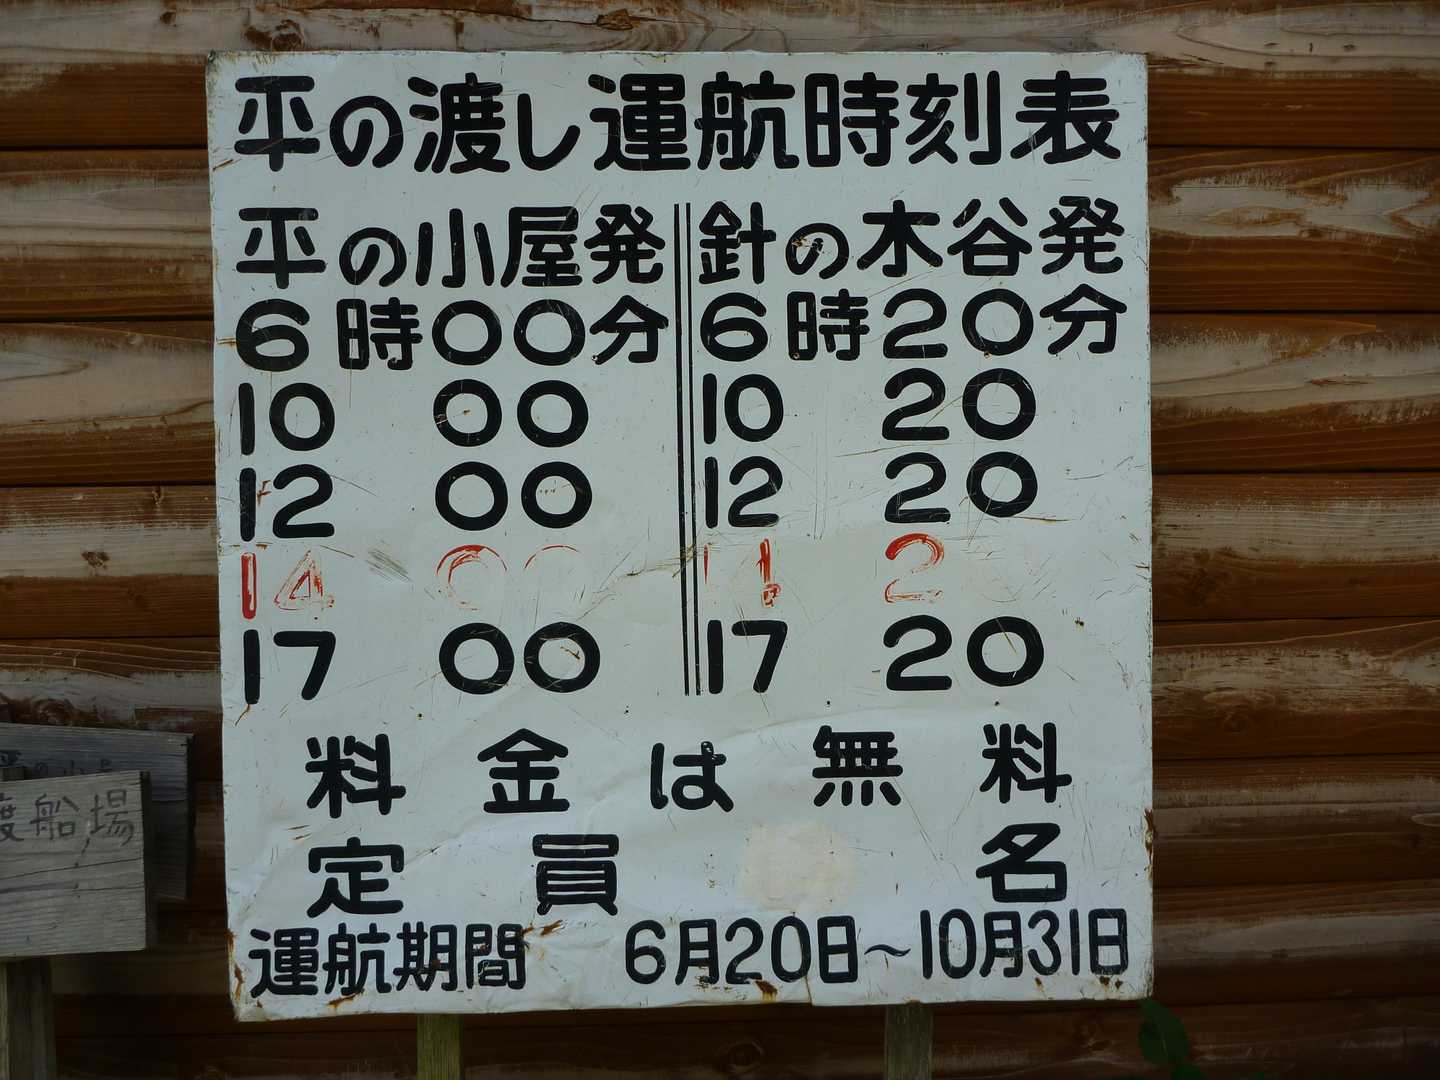 平の渡し運航時刻表
平の小屋発 針の木谷発
6時00分 6時20分
10 00 10 20
12 00 12 20
14 00 2
17 00 17 20
料金は無料
定員 名
運航期間 6月20日~10月31日
渡船場